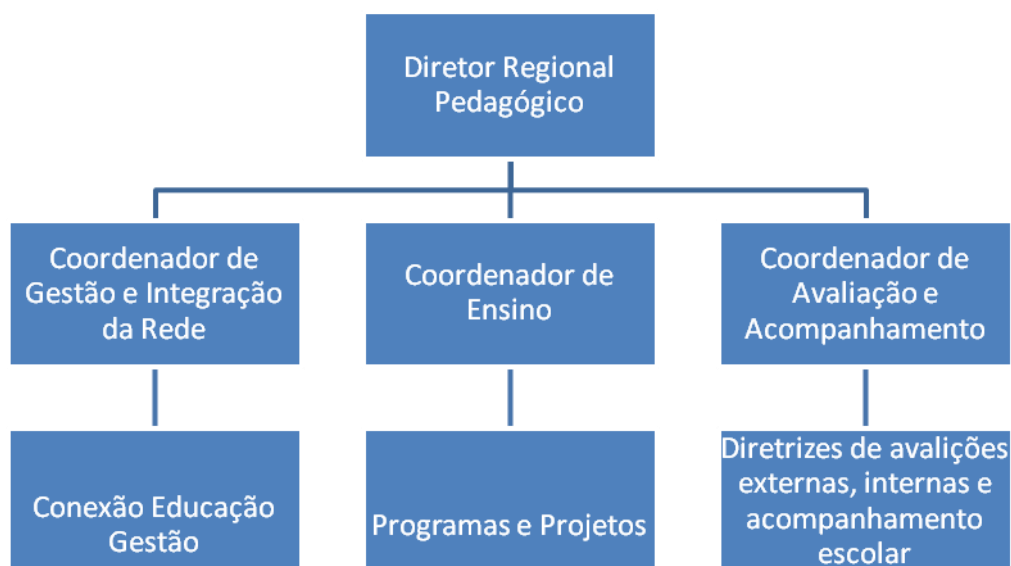 Diretor Regional
Pedagógico
Coordenador de
Gestão e Integração
da Rede
Coordenador de
Ensino
Coordenador de
Avaliação e
Acompanhamento
Conexão Educação
Gestão
Programas e Projetos
Diretrizes de avalições
externas, internas e
acompanhamento
escolar